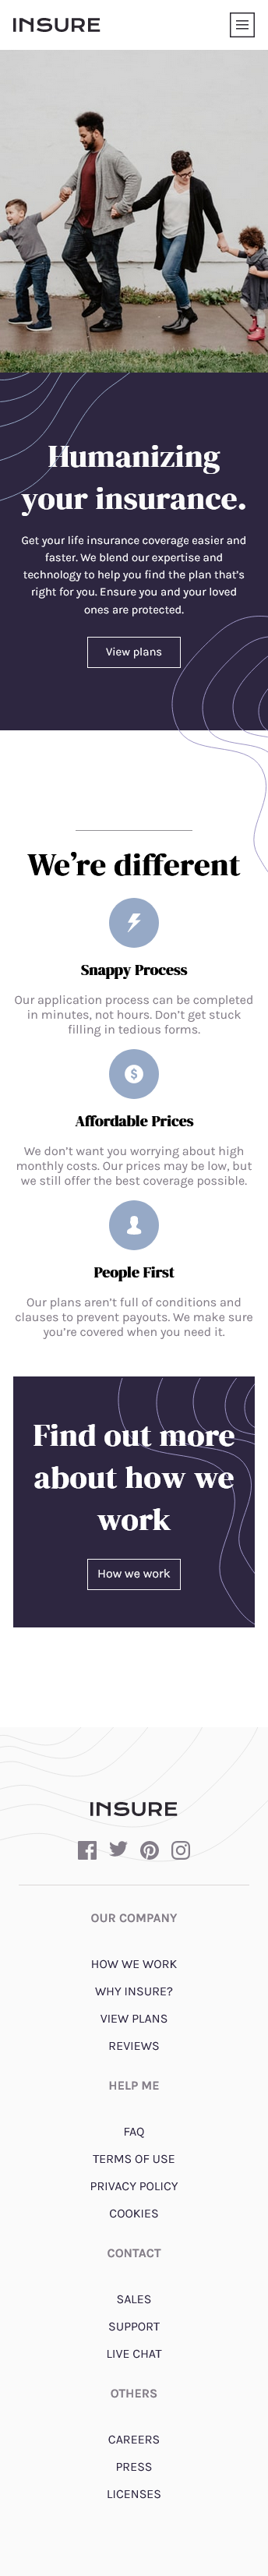 INSURE
Humanizing
your insurance.
Get your life insurance coverage easier and
faster. We blend our expertise and
technology to help you find the plan that’s
right for you. Ensure you and your loved
ones are protected.
View plans
We’re different
Snappy Process
Our application process can be completed
in minutes, not hours. Don’t get stuck
filling in tedious forms.
Affordable Prices
We don’t want you worrying about high
monthly costs. Our prices may be low, but
we still offer the best coverage possible.
People First
Our plans aren’t full of conditions and
clauses to prevent payouts. We make sure
you’re covered when you need it.
Find out more
about how we
work
How we work
INSURE
OUR COMPANY
HOW WE WORK
WHY INSURE?
VIEW PLANS
REVIEWS
HELP ME
FAQ
TERMS OF USE
PRIVACY POLICY
COOKIES
CONTACT
SALES
SUPPORT
LIVE CHAT
OTHERS
CAREERS
PRESS
LICENSES